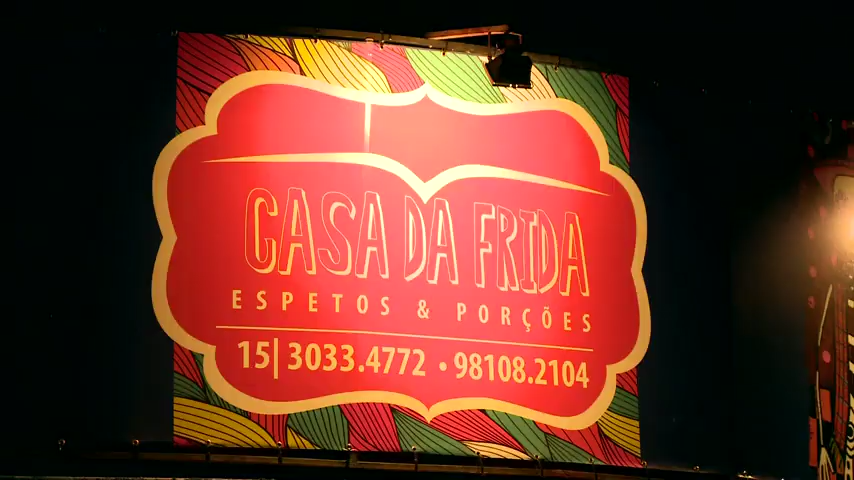 CASA DA FRIDA
ESPETOS & PORÇÕES
15| 3033.4772 • 98108.2104